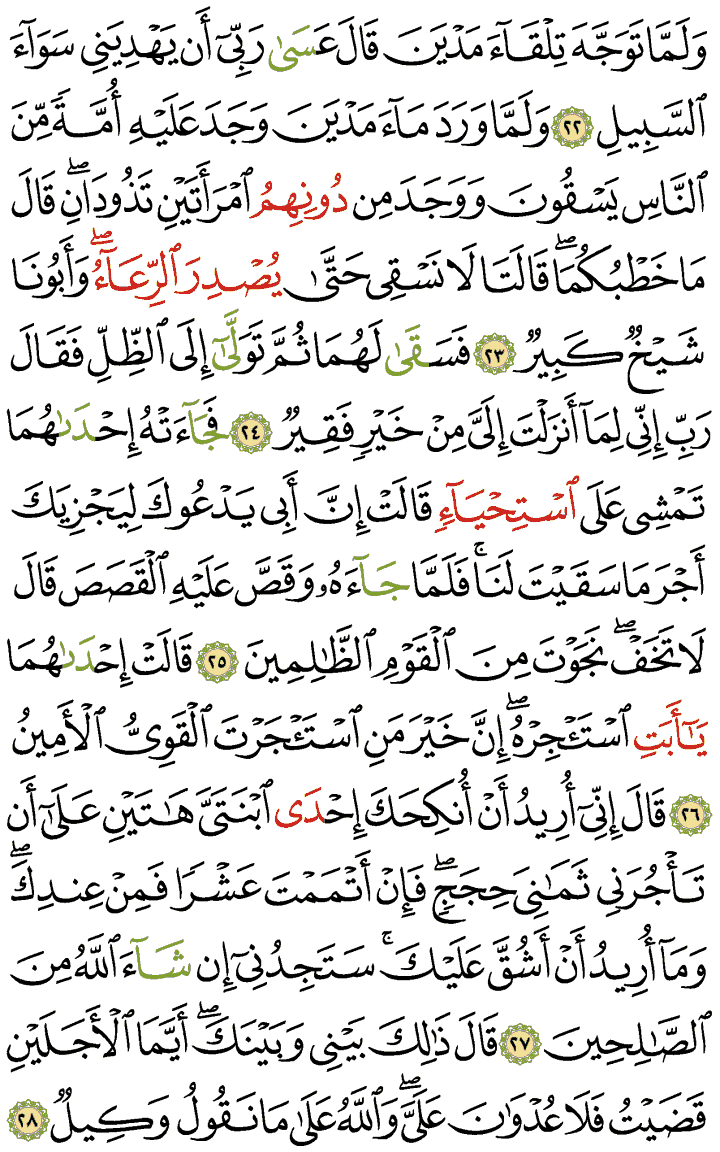 وَلَمَّا تَوَجَّهَ تِلْقَآءَ مَدْيَنَ قَالَ عَسَىٰ رَبِّىٓ أَن يَهْدِيَنِى سَوَآءَ
ٱلسَّبِيلِ ٢٢ وَلَمَّا وَرَدَ مَآءَ مَدْيَنَ وَجَدَ عَلَيْهِ أُمَّةً مِّنَ
ٱلنَّاسِ يَسْقُونَ وَوَجَدَ مِن دُونِهِمُ ٱمْرَأَتَيْنِ تَذُودَانِۖ قَالَ
مَا خَطْبُكُمَاۖ قَالَتَا لَا نَسْقِى حَتَّىٰ يُصْدِرَ ٱلرِّعَآءُۖ وَأَبُونَا
شَيْخٌ كَبِيرٌ ٢٣ فَسَقَىٰ لَهُمَا ثُمَّ تَوَلَّىٰٓ إِلَى ٱلظِّلِّ فَقَالَ
رَبِّ إِنِّى لِمَآ أَنزَلْتَ إِلَىَّ مِنْ خَيْرٍ فَقِيرٌ ٢٤ فَجَآءَتْهُ إِحْدَىٰهُمَا
تَمْشِى عَلَى ٱسْتِحْيَآءٍ قَالَتْ إِنَّ أَبِى يَدْعُوكَ لِيَجْزِيَكَ
أَجْرَ مَا سَقَيْتَ لَنَاۚ فَلَمَّا جَآءَهُۥ وَقَصَّ عَلَيْهِ ٱلْقَصَصَ قَالَ
لَا تَخَفْۖ نَجَوْتَ مِنَ ٱلْقَوْمِ ٱلظَّٰلِمِينَ ٢٥ قَالَتْ إِحْدَىٰهُمَا
يَٰٓأَبَتِ ٱسْتَـْٔجِرْهُۖ إِنَّ خَيْرَ مَنِ ٱسْتَـْٔجَرْتَ ٱلْقَوِىُّ ٱلْأَمِينُ
٢٦ قَالَ إِنِّىٓ أُرِيدُ أَنْ أُنكِحَكَ إِحْدَى ٱبْنَتَىَّ هَٰتَيْنِ عَلَىٰٓ أَن
تَأْجُرَنِى ثَمَٰنِىَ حِجَجٍۖ فَإِنْ أَتْمَمْتَ عَشْرًا فَمِنْ عِندِكَۖ
وَمَآ أُرِيدُ أَنْ أَشُقَّ عَلَيْكَۚ سَتَجِدُنِىٓ إِن شَآءَ ٱللَّهُ مِنَ
ٱلصَّٰلِحِينَ ٢٧ قَالَ ذَٰلِكَ بَيْنِى وَبَيْنَكَۖ أَيَّمَا ٱلْأَجَلَيْنِ
قَضَيْتُ فَلَا عُدْوَٰنَ عَلَىَّۖ وَٱللَّهُ عَلَىٰ مَا نَقُولُ وَكِيلٌ ٢٨